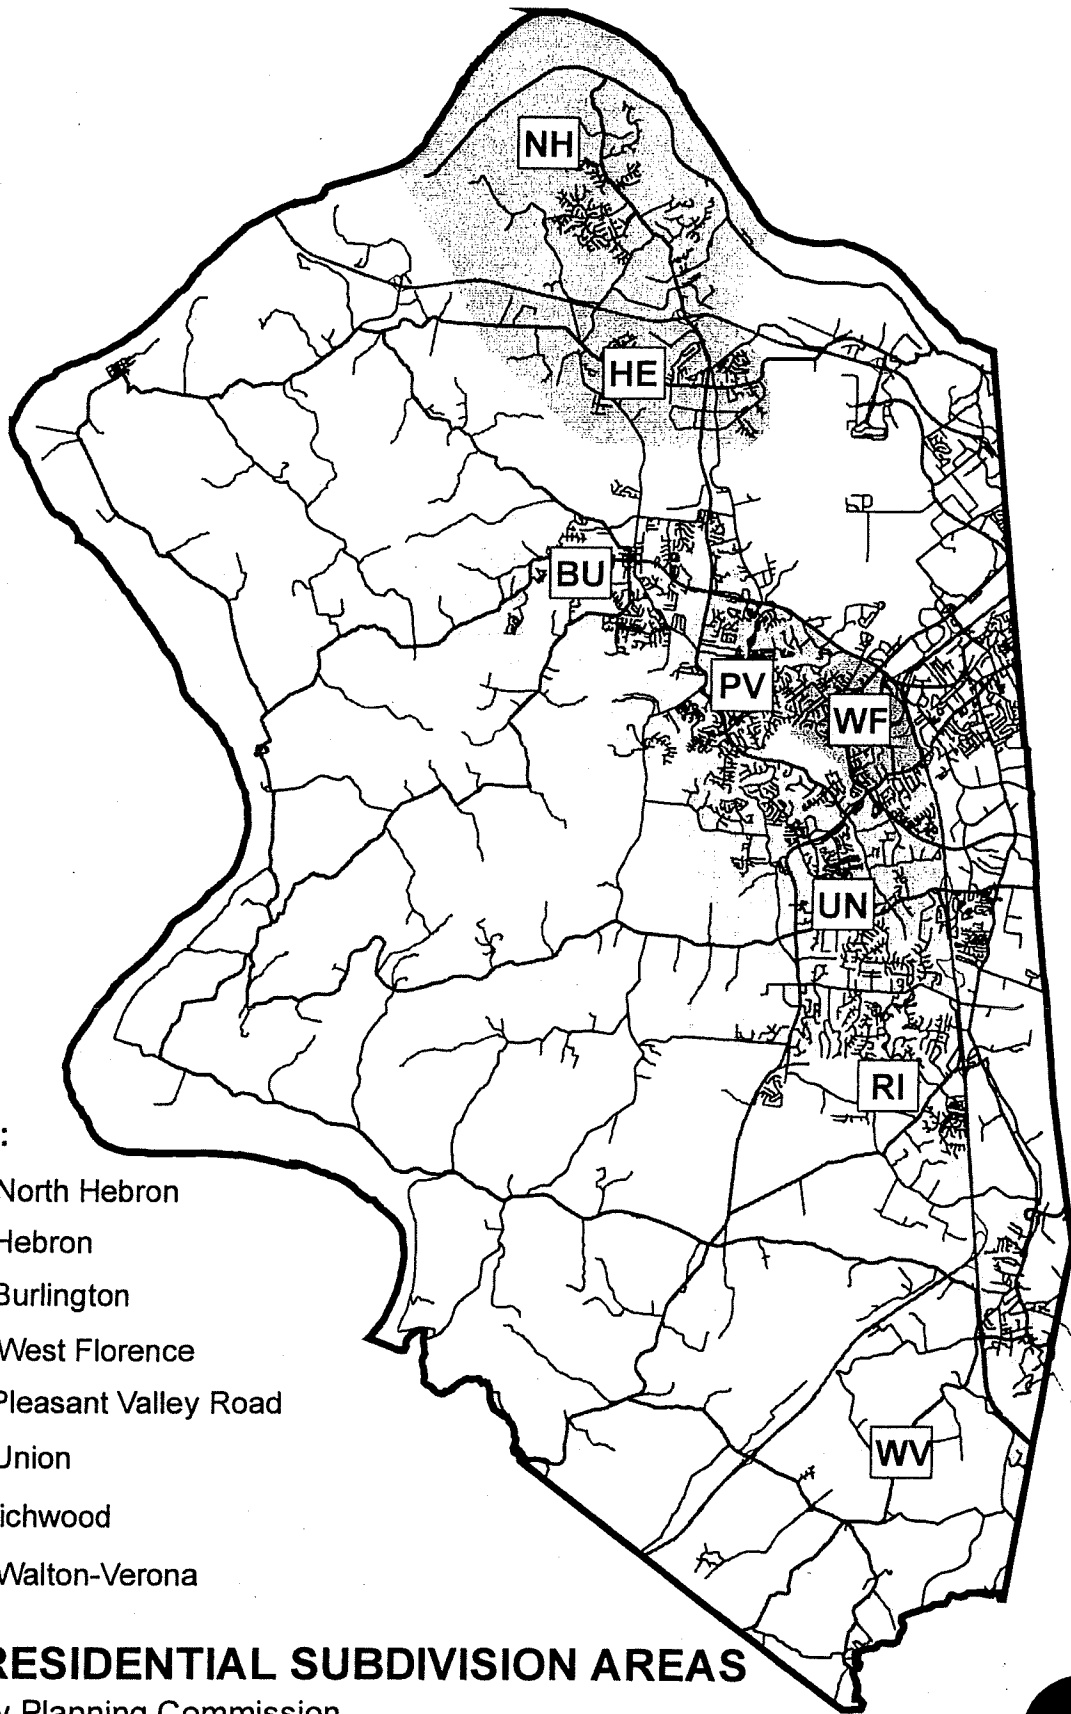 NH
HE
BU
PV
WF
UN
RI
WV
:
North Hebron
Hebron
Burlington
West Florence
Pleasant Valley Road
Union
ichwood
Walton-Verona
RESIDENTIAL SUBDIVISION AREAS
y Planning Commission